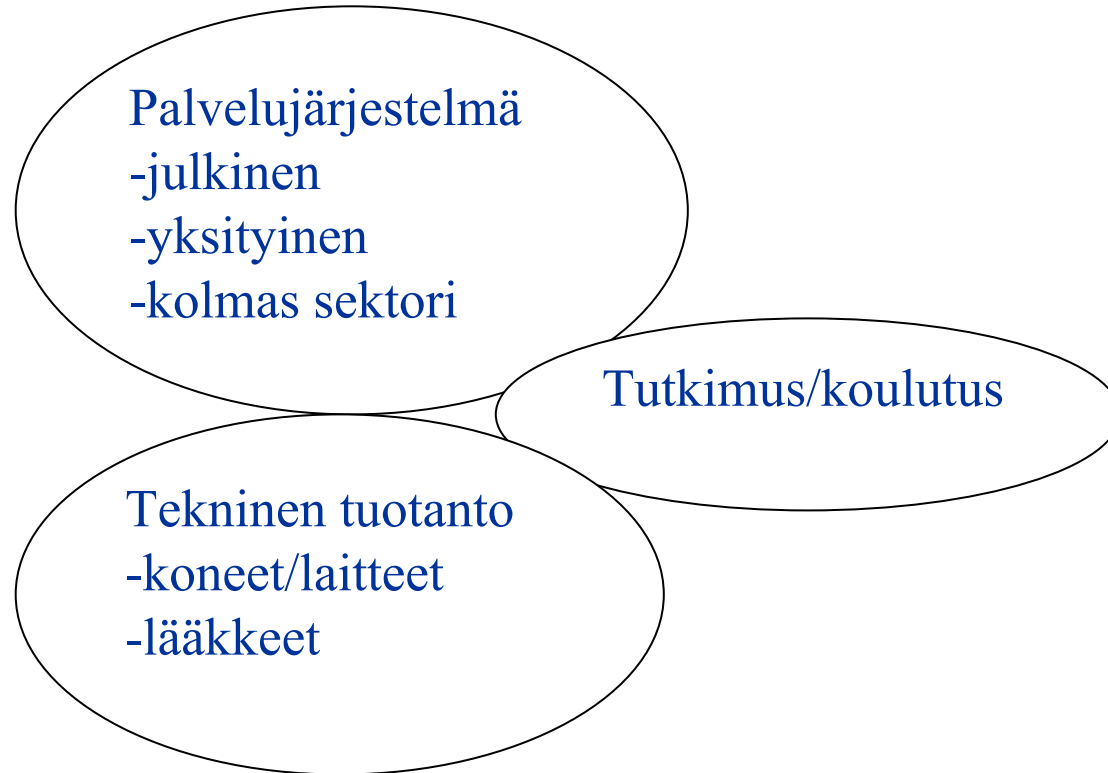 Palvelujärjestelmä
-julkinen
-yksityinen
-kolmas sektori
Tutkimus/koulutus
Tekninen tuotanto
-koneet/laitteet
-lääkkeet